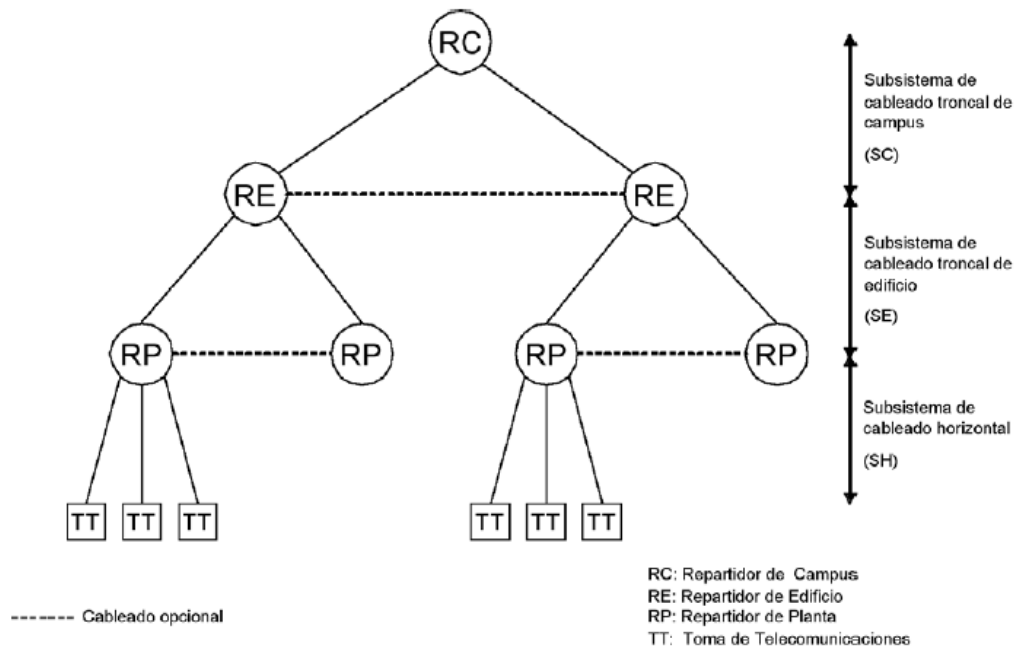 RC
Subsistema de
cableado troncal de
campus
(SC)
RE
RE
Subsistema de
cableado troncal de
edificio
(SE)
RP
RP
RP
RP
Subsistema de
cableado horizontal
(SH)
TT TT TT
TT TT TT
RC: Repartidor de Campus
RE: Repartidor de Edificio
RP: Repartidor de Planta
TT: Toma de Telecomunicaciones
Cableado opcional